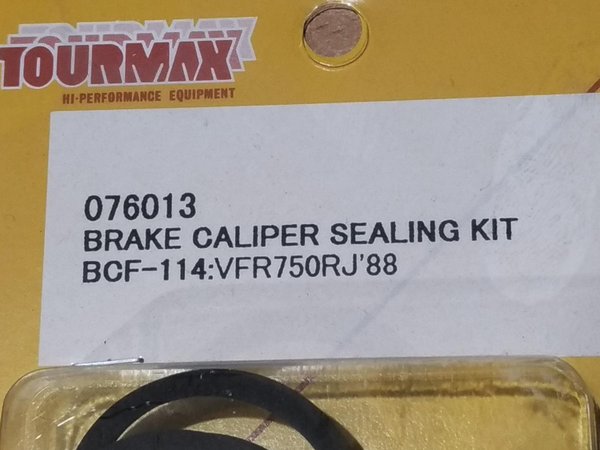 TOURMAX
HI-PERFORMANCE EQUIPMENT
076013
BRAKE CALIPER SEALING KIT
BCF-114:VFR750RJ'88